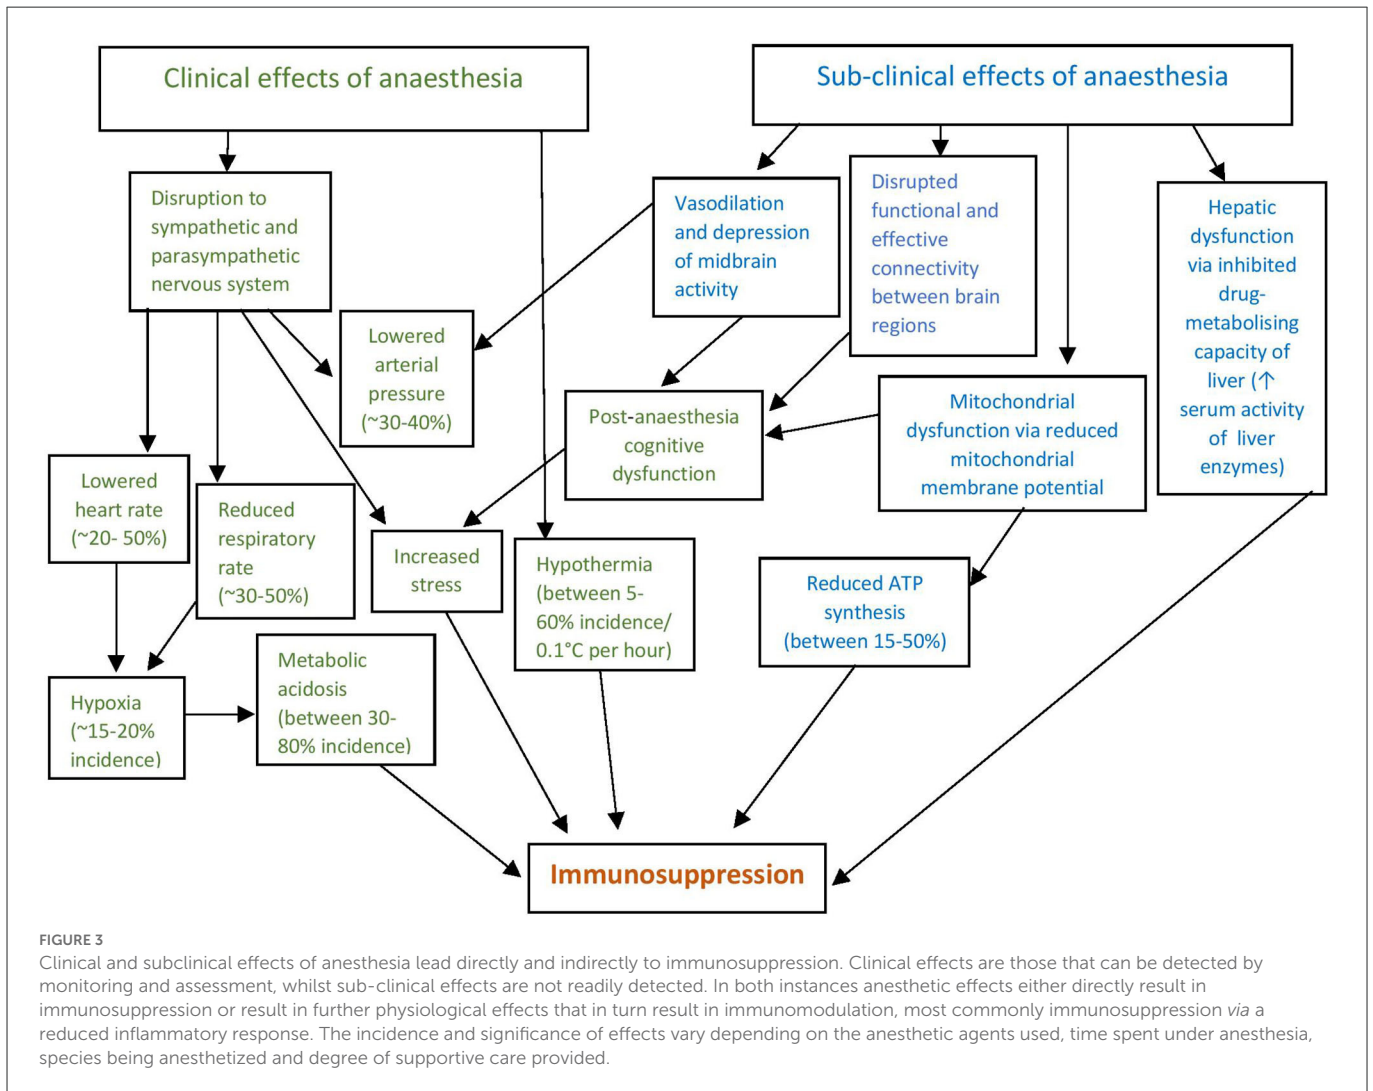 Clinical effects of anaesthesia
Sub-clinical effects of anaesthesia
Disruption to
sympathetic and
parasympathetic
nervous system
Vasodilation
and depression
of midbrain
activity
Disrupted
functional and
effective
connectivity
between brain
regions
Hepatic
dysfunction
via inhibited
drug-
metabolising
capacity of
liver (↑
serum activity
of liver
enzymes)
Lowered
arterial
pressure
(~30-40%)
Post-anaesthesia
cognitive
dysfunction
Mitochondrial
dysfunction via reduced
mitochondrial
membrane potential
Lowered
heart rate
(~20- 50%)
Reduced
respiratory
rate
(~30-50%)
Increased
stress
Hypothermia
(between 5-
60% incidence/
0.1°C per hour)
Reduced ATP
synthesis
(between 15-50%)
Hypoxia
(~15-20%
incidence)
Metabolic
acidosis
(between 30-
80% incidence)
Immunosuppression
FIGURE 3
Clinical and subclinical effects of anesthesia lead directly and indirectly to immunosuppression. Clinical effects are those that can be detected by
monitoring and assessment, whilst sub-clinical effects are not readily detected. In both instances anesthetic effects either directly result in
immunosuppression or result in further physiological effects that in turn result in immunomodulation, most commonly immunosuppression via a
reduced inflammatory response. The incidence and significance of effects vary depending on the anesthetic agents used, time spent under anesthesia,
species being anesthetized and degree of supportive care provided.